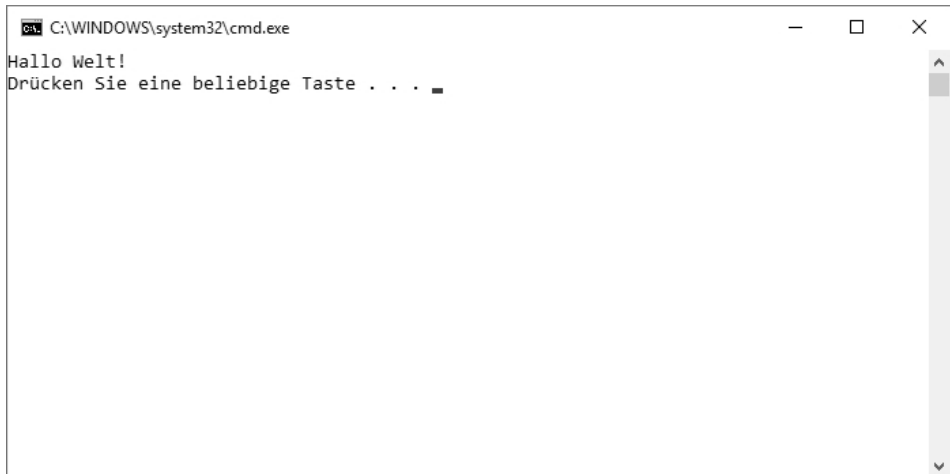 C:\WINDOWS\system32\cmd.exe
Hallo Welt!
Drücken Sie eine beliebige Taste . . .